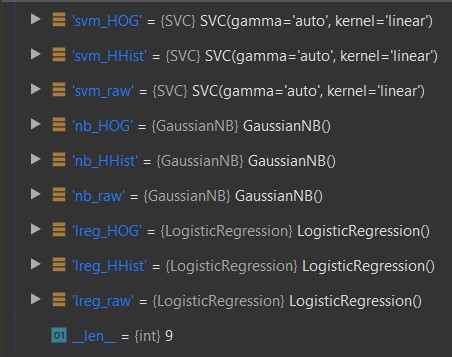 'svm_HOG' = {SVC} SVC(gamma='auto', kernel='linear')
'svm_HHist' = {SVC} SVC(gamma='auto', kernel='linear')
'svm_raw' = {SVC} SVC(gamma='auto', kernel='linear')
'nb_HOG' = {GaussianNB} GaussianNB()
'nb_HHist' = {GaussianNB} GaussianNB()
'nb_raw' = {GaussianNB} GaussianNB()
'lreg_HOG' = {LogisticRegression} LogisticRegression()
'lreg_HHist' = {LogisticRegression} LogisticRegression()
'lreg_raw' = {LogisticRegression} LogisticRegression()
01 __len__ = {int} 9